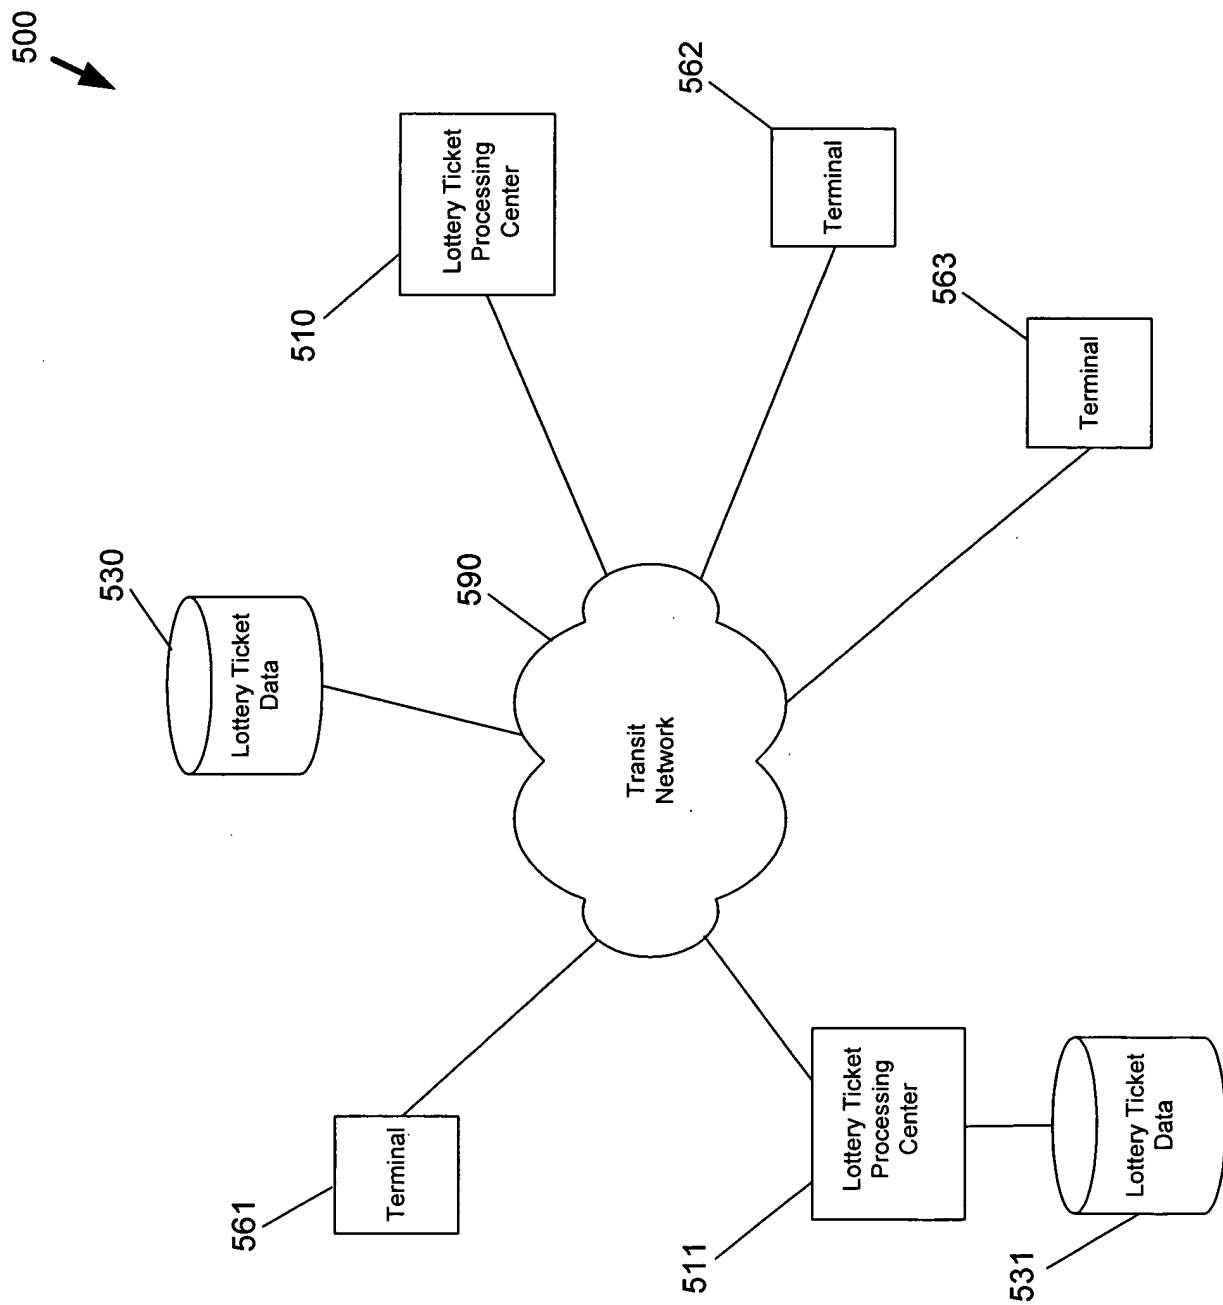 500
561
Terminal
530
Lottery Ticket
Data
510
Lottery Ticket
Processing
Center
590
Transit
Network
562
Terminal
563
Terminal
511
Lottery Ticket
Processing
Center
531
Lottery Ticket
Data